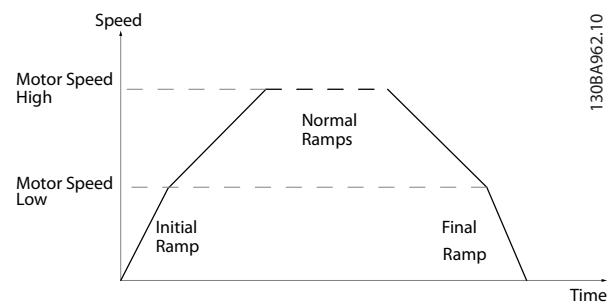 Speed
130BA962.10
Motor Speed
High
Normal
Ramps
Motor Speed
Low
Initial
Ramp
Final
Ramp
Time